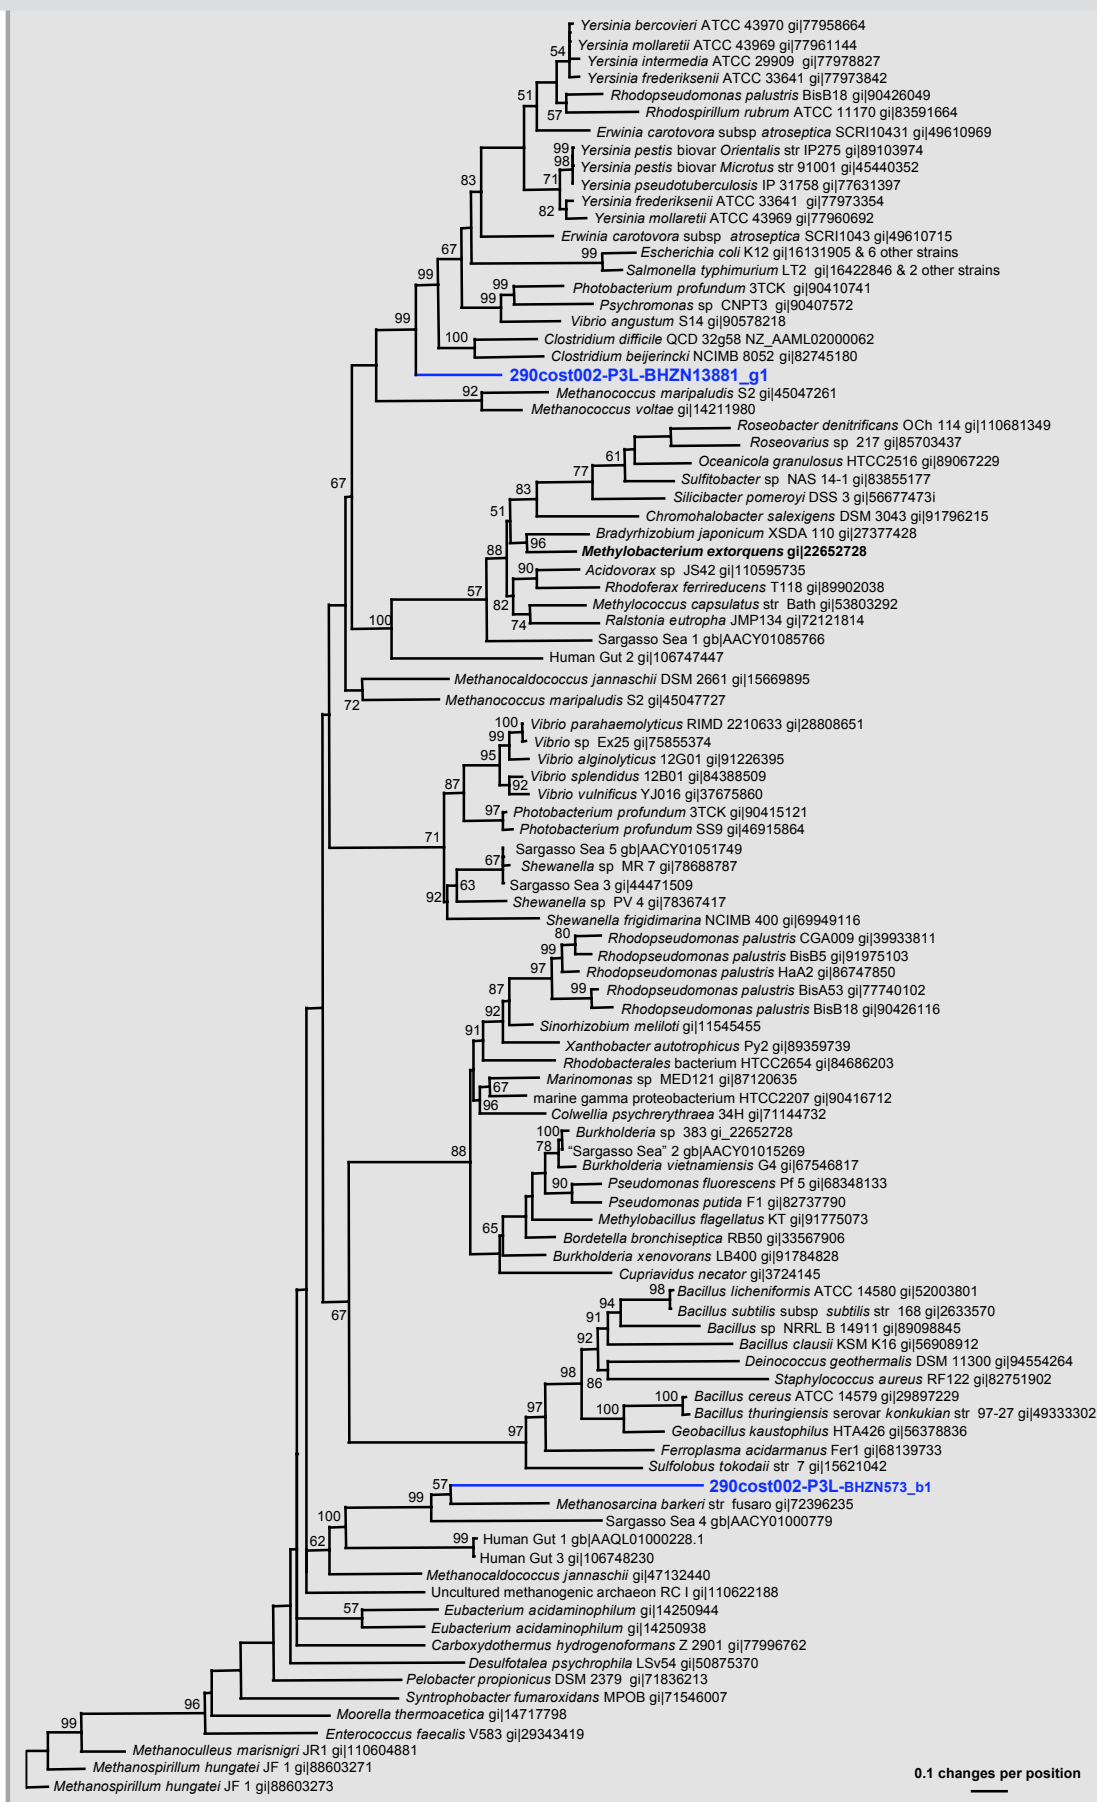 Yersinia bercovieri ATCC 43970 gi|77958664
Yersinia mollaretii ATCC 43969 gi|77961144
54
Yersinia intermedia ATCC 29909 gi|77978827
Yersinia frederiksenii ATCC 33641 gi|77973842
51
Rhodopseudomonas palustris BisB18 gi|90426049
57
Rhodospirillum rubrum ATCC 11170 gi|83591664
Erwinia carotovora subsp atroseptica SCRI10431 gi|49610969
99
Yersinia pestis biovar Orientalis str IP275 gi|89103974
98
Yersinia pestis biovar Microtus str 91001 gi|45440352
83
71
Yersinia pseudotuberculosis IP 31758 gi|77631397
Yersinia frederiksenii ATCC 33641 gi|77973354
82
Yersinia mollaretii ATCC 43969 gi|77960692
Erwinia carotovora subsp atroseptica SCRI1043 gi|49610715
67
99
Escherichia coli K12 gi|16131905 & 6 other strains
Salmonella typhimurium LT2 gi|16422846 & 2 other strains
99
99
Photobacterium profundum 3TCK gi|90410741
99
Psychromonas sp CNPT3 gi|90407572
99
Vibrio angustum S14 gi|90578218
100
Clostridium difficile QCD 32g58 NZ_AAML02000062
Clostridium beijerincki NCIMB 8052 gi|82745180
290cost002-P3L-BHZN13881_g1
92
Methanococcus maripaludis S2 gi|45047261
Methanococcus voltae gi|14211980
Roseobacter denitrificans OCh 114 gi|110681349
Roseovarius sp 217 gi|85703437
61
Oceanicola granulosus HTCC2516 gi|89067229
77
Sulfitobacter sp NAS 14-1 gi|83855177
67
83
Silicibacter pomeroyi DSS 3 gi|56677473i
51
Chromohalobacter salexigens DSM 3043 gi|91796215
Bradyrhizobium japonicum XSDA 110 gi|27377428
88
96
Methylobacterium extorquens gi|22652728
90
Acidovorax sp JS42 gi|110595735
57
Rhodoferax ferrireducens T118 gi|89902038
82
Methylococcus capsulatus str Bath gi|53803292
100
74
Ralstonia eutropha JMP134 gi|72121814
Sargasso Sea 1 gb|AACY01085766
Human Gut 2 gi|106747447
Methanocaldococcus jannaschii DSM 2661 gi|15669895
72
Methanococcus maripaludis S2 gi|45047727
100
Vibrio parahaemolyticus RIMD 2210633 gi|28808651
99
Vibrio sp Ex25 gi|75855374
95
Vibrio alginolyticus 12G01 gi|91226395
Vibrio splendidus 12B01 gi|84388509
87
92
Vibrio vulnificus YJ016 gi|37675860
97
Photobacterium profundum 3TCK gi|90415121
Photobacterium profundum SS9 gi|46915864
71
Sargasso Sea 5 gb|AACY01051749
67
Shewanella sp MR 7 gi|78688787
63
Sargasso Sea 3 gi|44471509
92
Shewanella sp PV 4 gi|78367417
Shewanella frigidimarina NCIMB 400 gi|69949116
80
Rhodopseudomonas palustris CGA009 gi|39933811
99
Rhodopseudomonas palustris BisB5 gi|91975103
97
Rhodopseudomonas palustris HaA2 gi|86747850
87
99
Rhodopseudomonas palustris BisA53 gi|77740102
92
Rhodopseudomonas palustris BisB18 gi|90426116
Sinorhizobium meliloti gi|11545455
91
Xanthobacter autotrophicus Py2 gi|89359739
Rhodobacterales bacterium HTCC2654 gi|84686203
67
Marinomonas sp MED121 gi|87120635
marine gamma proteobacterium HTCC2207 gi|90416712
96
Colwellia psychrerythraea 34H gi|71144732
100
Burkholderia sp 383 gi_22652728
88
78
"Sargasso Sea" 2 gb|AACY01015269
Burkholderia vietnamiensis G4 gi|67546817
90
Pseudomonas fluorescens Pf 5 gi|68348133
Pseudomonas putida F1 gi|82737790
65
Methylobacillus flagellatus KT gi|91775073
Bordetella bronchiseptica RB50 gi|33567906
Burkholderia xenovorans LB400 gi|91784828
Cupriavidus necator gi|3724145
98
Bacillus licheniformis ATCC 14580 gi|52003801
67
94
Bacillus subtilis subsp subtilis str 168 gi|2633570
91
Bacillus sp NRRL B 14911 gi|89098845
92
Bacillus clausii KSM K16 gi|56908912
Deinococcus geothermalis DSM 11300 gi|94554264
98
86
Staphylococcus aureus RF122 gi|82751902
100
Bacillus cereus ATCC 14579 gi|29897229
97
100
Bacillus thuringiensis serovar konkukian str 97-27 gi|49333302
97
Geobacillus kaustophilus HTA426 gi|56378836
Ferroplasma acidarmanus Fer1 gi|68139733
Sulfolobus tokodaii str 7 gi|15621042
57
290cost002-P3L-BHZN573_b1
99
Methanosarcina barkeri str fusaro gi|72396235
100
Sargasso Sea 4 gb|AACY01000779
62
99
Human Gut 1 gb|AAQL01000228.1
Human Gut 3 gi|106748230
Methanocaldococcus jannaschii gi|47132440
Uncultured methanogenic archaeon RC I gi|110622188
57
Eubacterium acidaminophilum gi|14250944
Eubacterium acidaminophilum gi|14250938
Carboxydothermus hydrogenoformans Z 2901 gi|77996762
Desulfotalea psychrophila LSv54 gi|50875370
Pelobacter propionicus DSM 2379 gi|71836213
96
Syntrophobacter fumaroxidans MPOB gi|71546007
99
Moorella thermoacetica gi|14717798
Enterococcus faecalis V583 gi|29343419
Methanoculleus marisnigri JR1 gi|110604881
Methanospirillum hungatei JF 1 gi|88603271
0.1 changes per position
Methanospirillum hungatei JF 1 gi|88603273